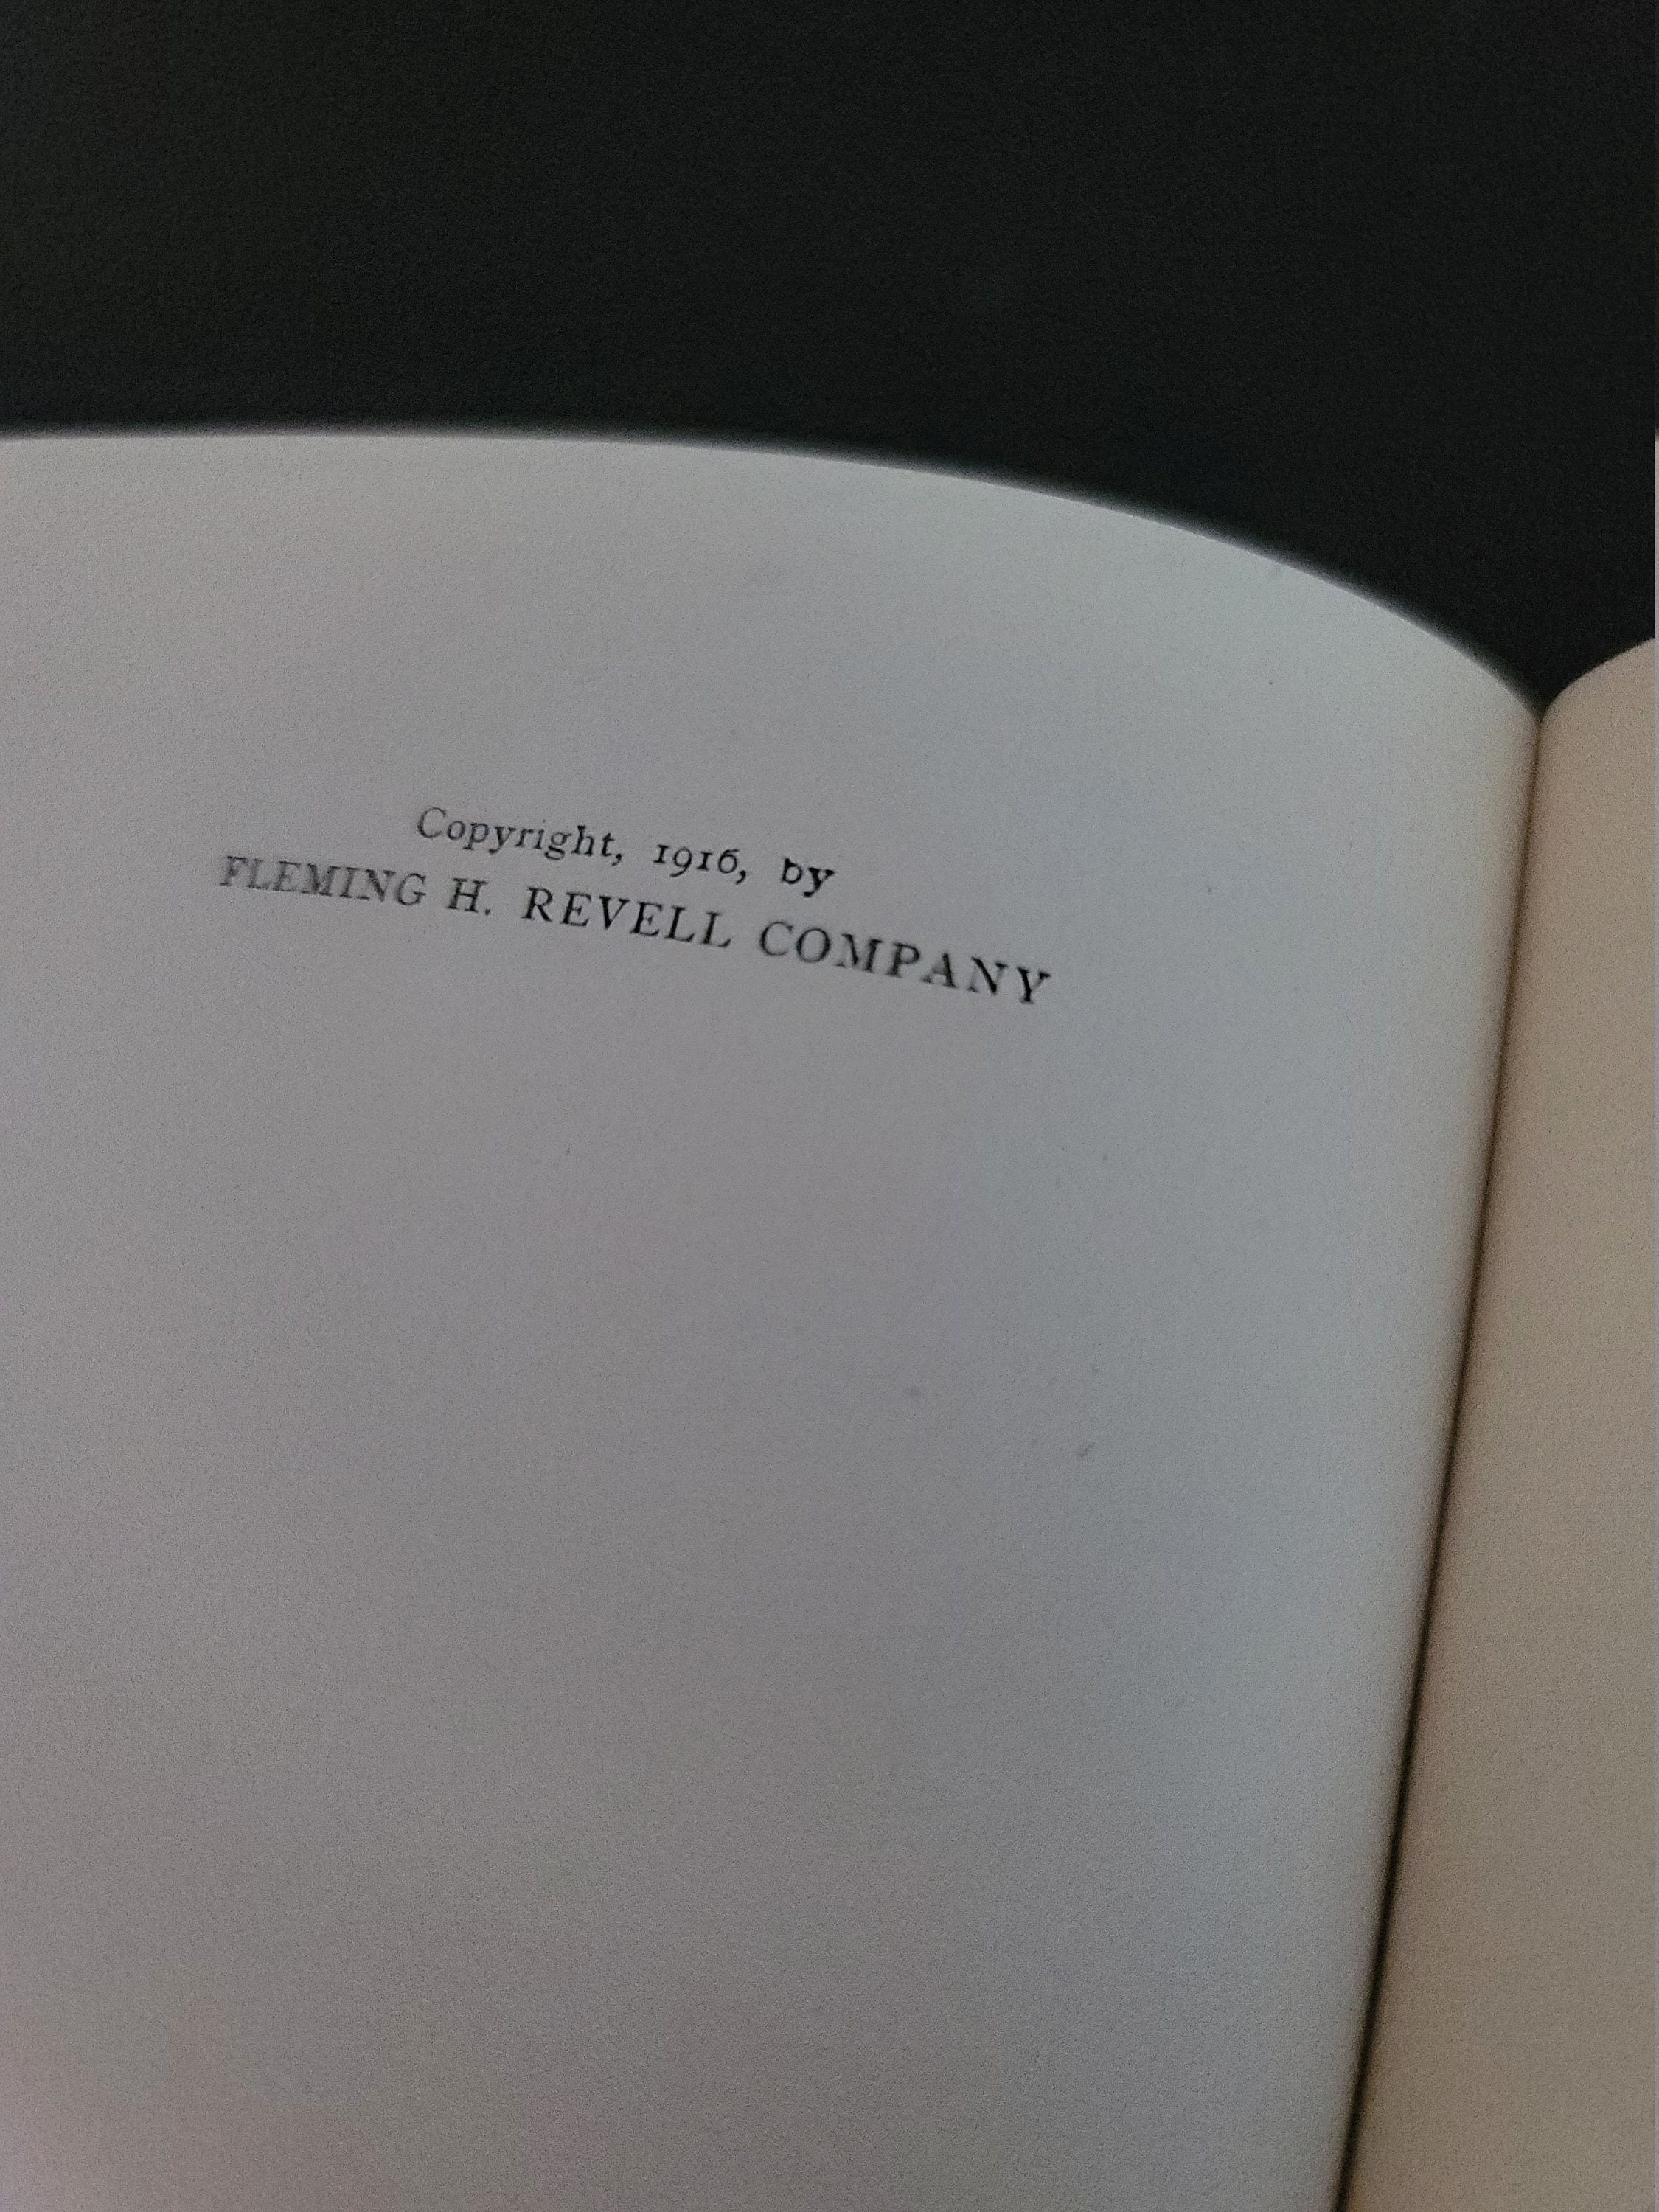 Copyright, 1916, by
FLEMING H. REVELL COMPANY